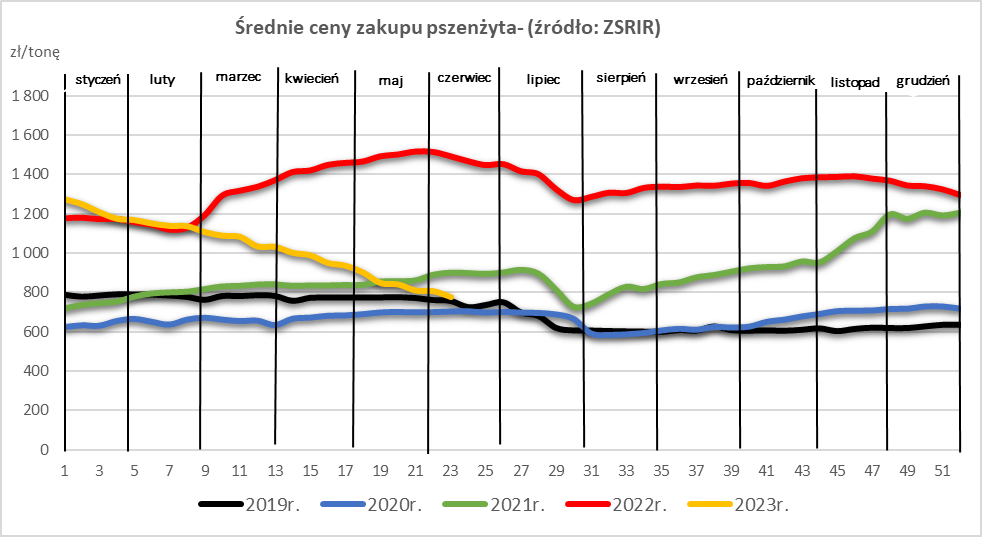 Średnie ceny zakupu pszenżyta- (źródło: ZSRIR)
zł/tonę
styczeń luty marzec kwiecień maj czerwiec lipiec sierpień wrzesień październik listopad grudzień
1 800
1 600
1 400
1 200
1 000
800
600
400
200
0
1 3 5 7 9 11 13 15 17 19 21 23 25 27 29 31 33 35 37 39 41 43 45 47 49 51
2019r. 2020r. 2021r. 2022r. 2023r.